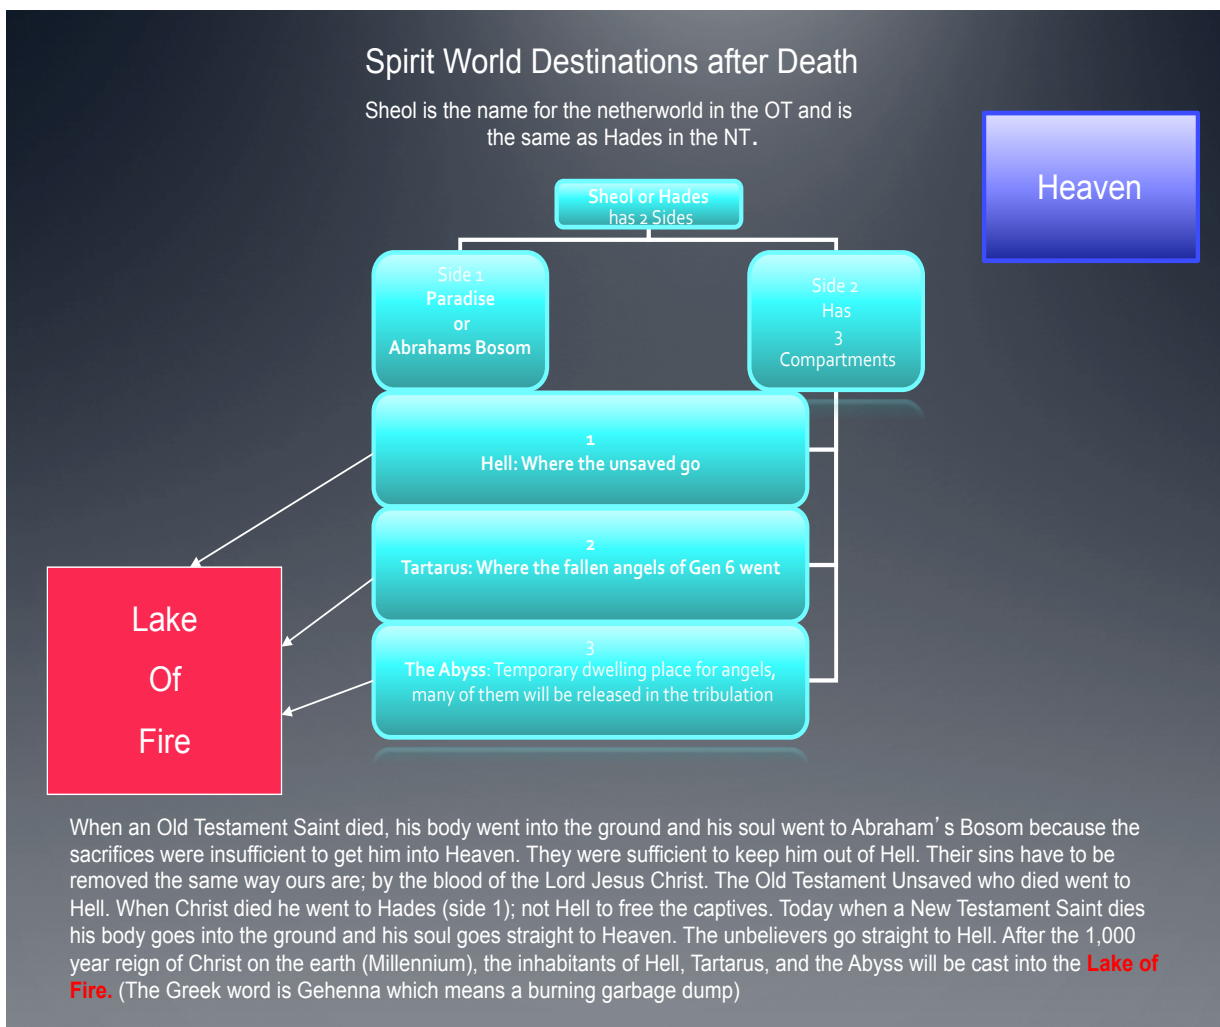 Spirit World Destinations after Death
Sheol is the name for the netherworld in the OT and is
the same as Hades in the NT.
Heaven
Sheol or Hades
has 2 Sides
Side 1
Paradise
or
Abrahams Bosom
Side 2
Has
3
Compartments
1
Hell: Where the unsaved go
2
Tartarus: Where the fallen angels of Gen 6 went
3
The Abyss: Temporary dwelling place for angels,
many of them will be released in the tribulation
Lake
Of
Fire
When an Old Testament Saint died, his body went into the ground and his soul went to Abraham’s Bosom because the
sacrifices were insufficient to get him into Heaven. They were sufficient to keep him out of Hell. Their sins have to be
removed the same way ours are; by the blood of the Lord Jesus Christ. The Old Testament Unsaved who died went to
Hell. When Christ died he went to Hades (side 1); not Hell to free the captives. Today when a New Testament Saint dies
his body goes into the ground and his soul goes straight to Heaven. The unbelievers go straight to Hell. After the 1,000
year reign of Christ on the earth (Millennium), the inhabitants of Hell, Tartarus, and the Abyss will be cast into the Lake of
Fire. (The Greek word is Gehenna which means a burning garbage dump)